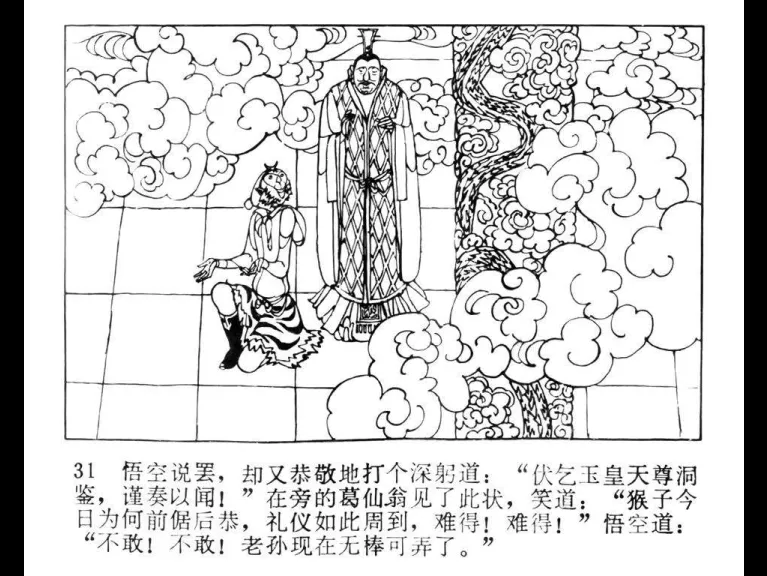 31 悟空说罢，却又恭敬地打个深躬道：“伏乞玉皇天尊洞
鉴，谨奏以闻！”在旁的葛仙翁见了此状，笑道：“猴子今
日为何前倨后恭，礼仪如此周到，难得！难得！”悟空道：
“不敢！不敢！老孙现在无棒可弄了。”